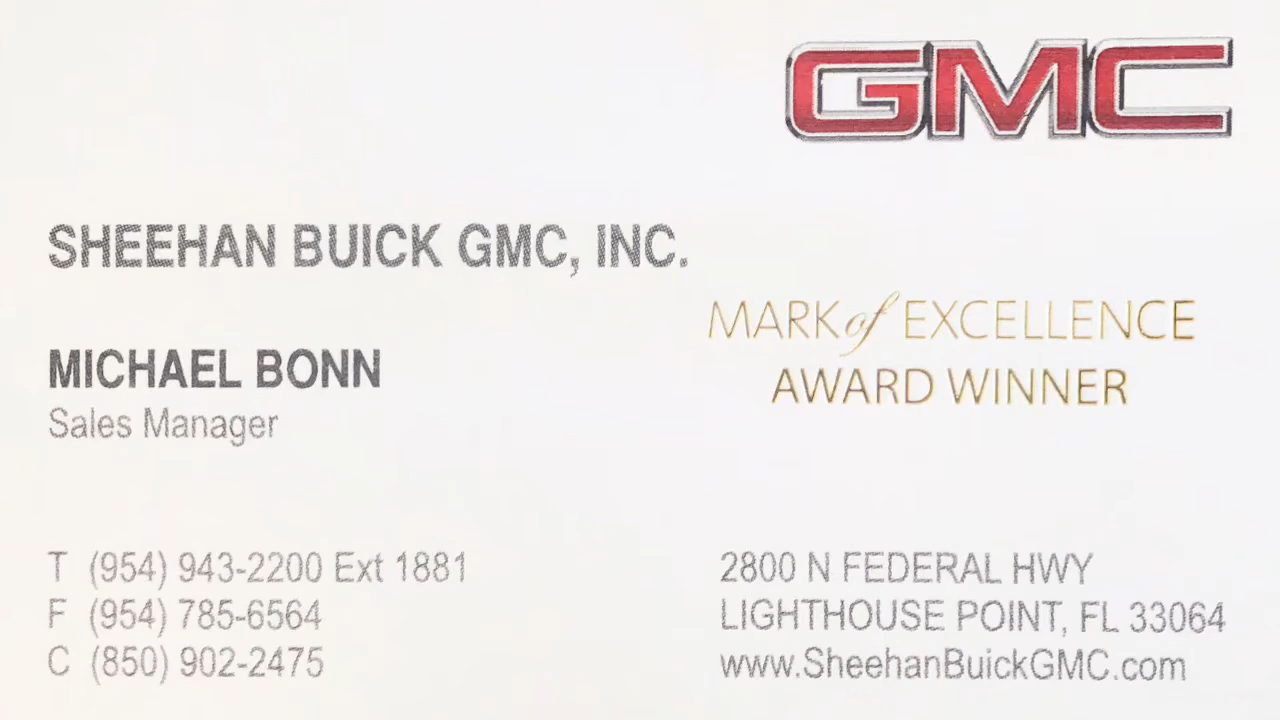 GMC
SHEEHAN BUICK GMC, INC.
MARK of EXCELLENCE
AWARD WINNER
MICHAEL BONN
Sales Manager
T (954) 943-2200 Ext 1881
F (954) 785-6564
C (850) 902-2475
2800 N FEDERAL HWY
LIGHTHOUSE POINT, FL 33064
www.SheehanBuickGMC.com